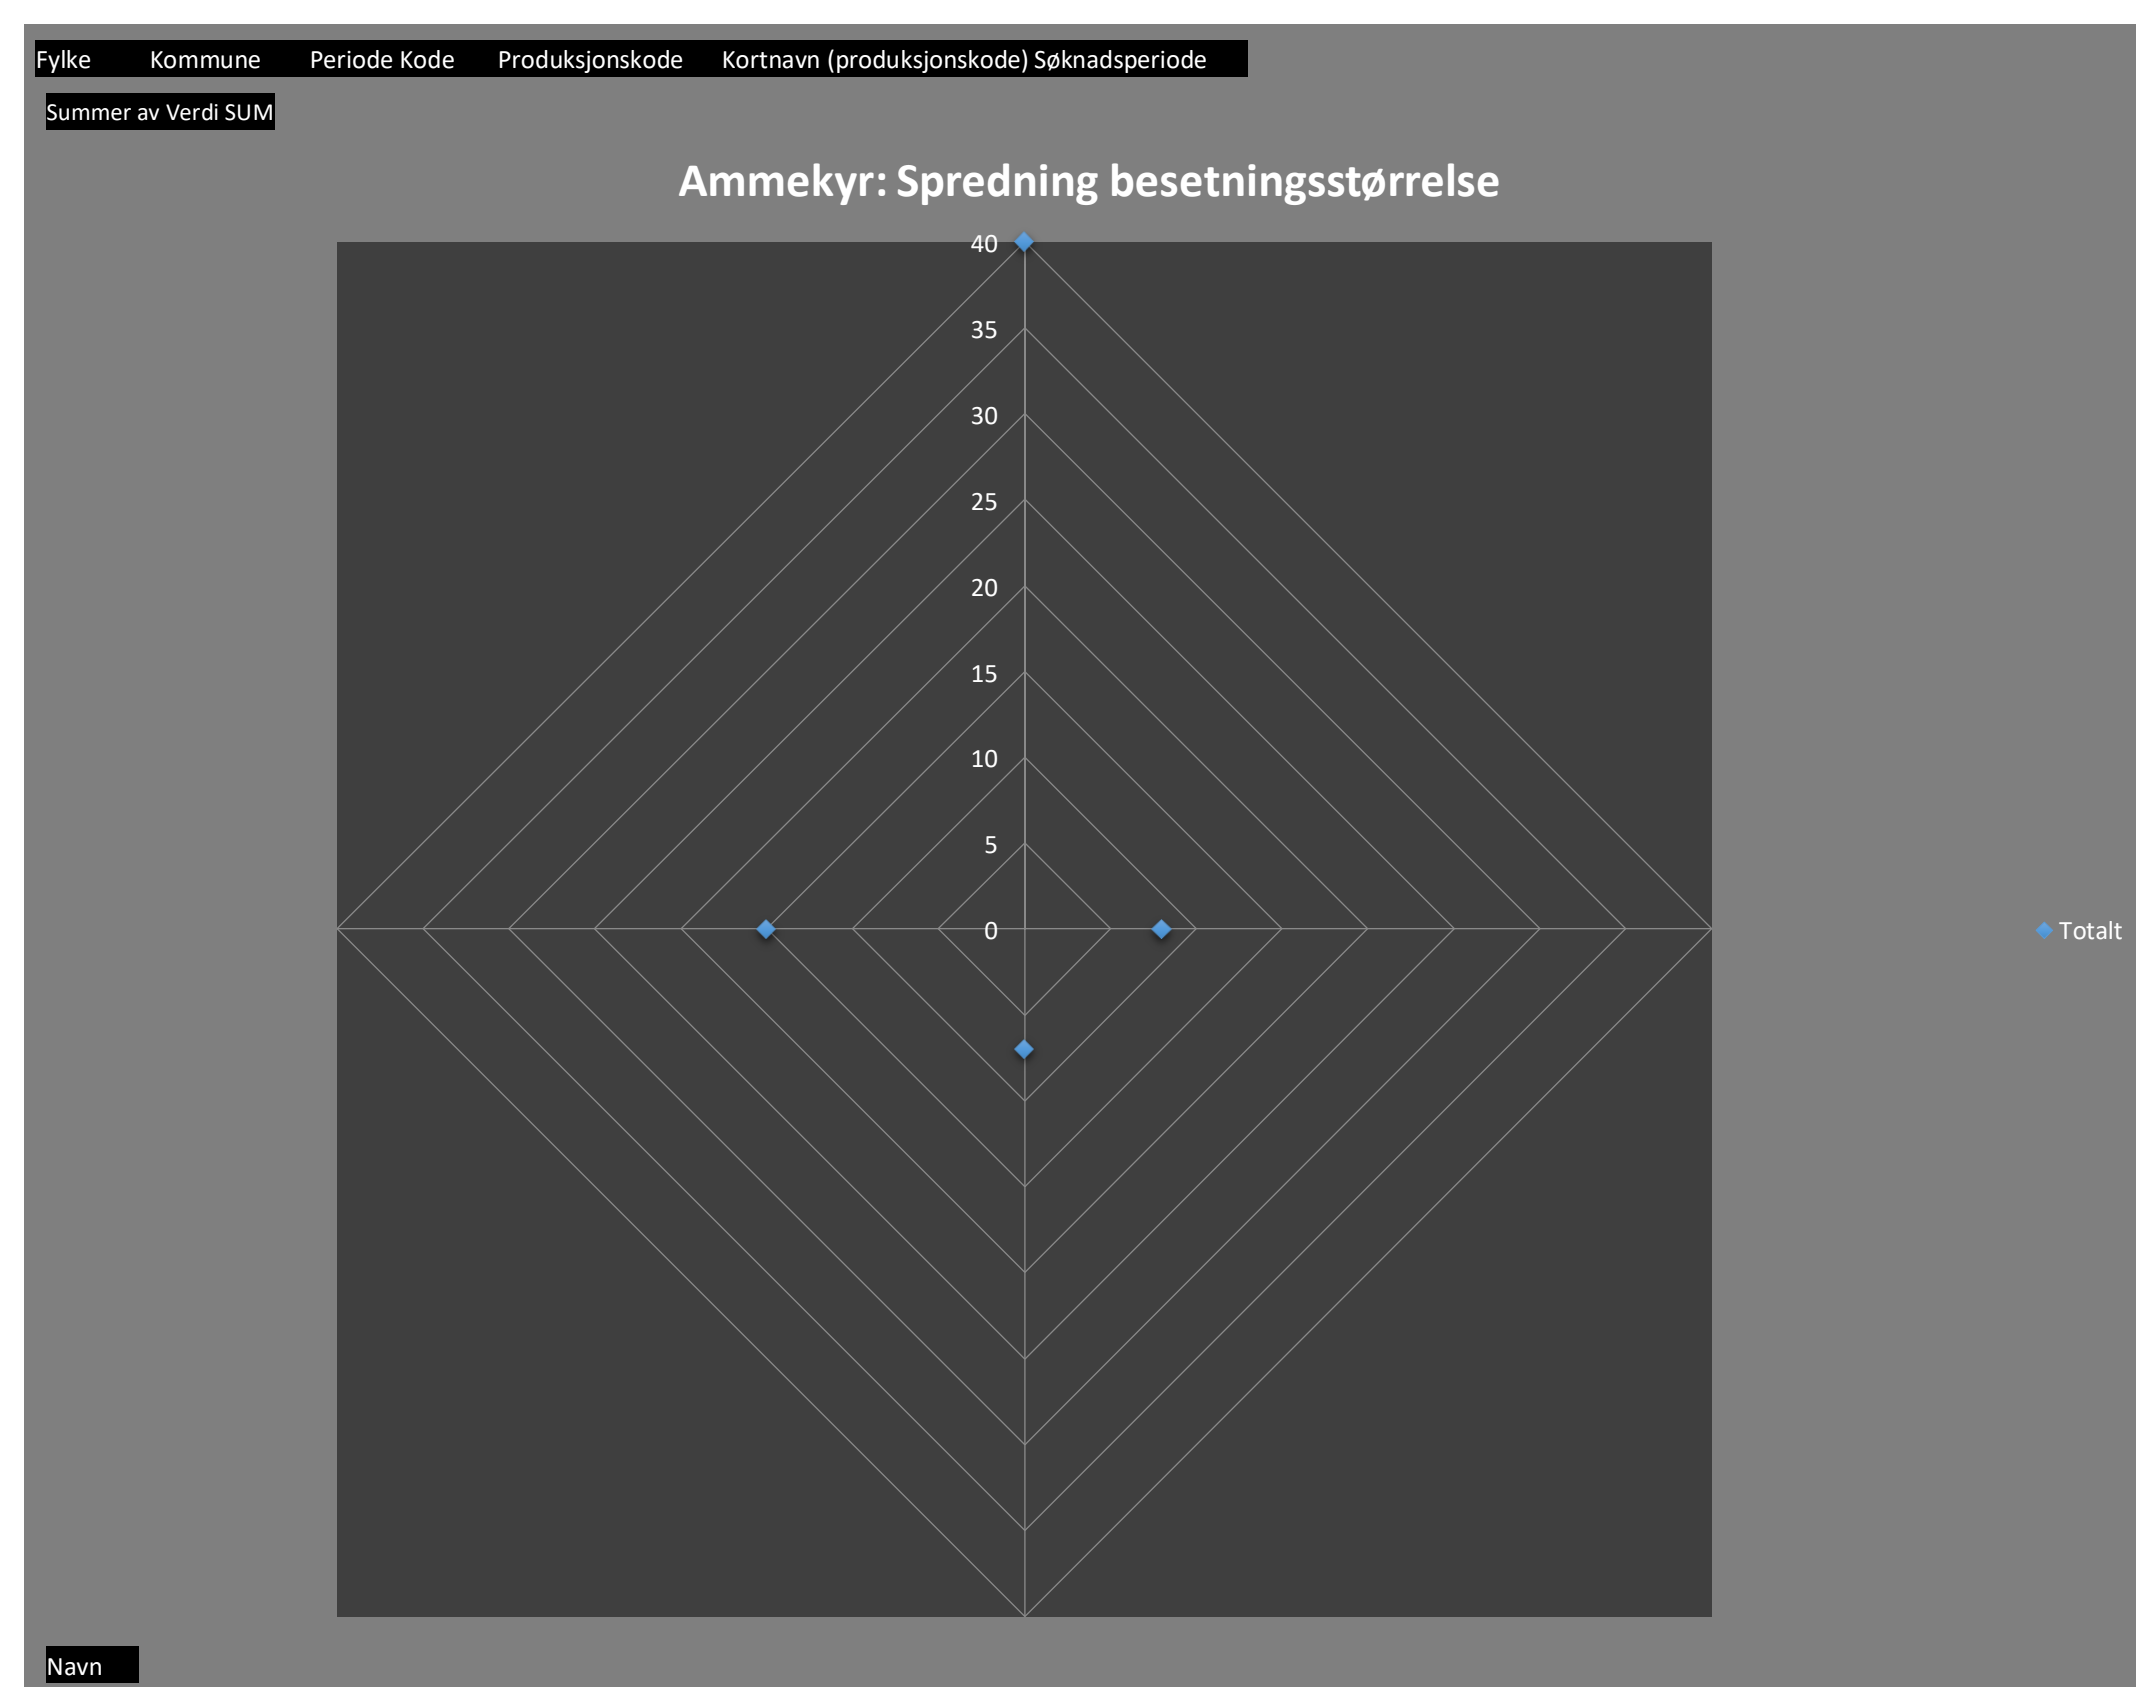 Fylke Kommune Periode Kode Produksjonskode Kortnavn (produksjonskode) Søknadsperiode
Summer av Verdi SUM
Ammekyr: Spredning besetningsstørrelse
40
35
30
25
20
15
10
5
0
Totalt
Navn